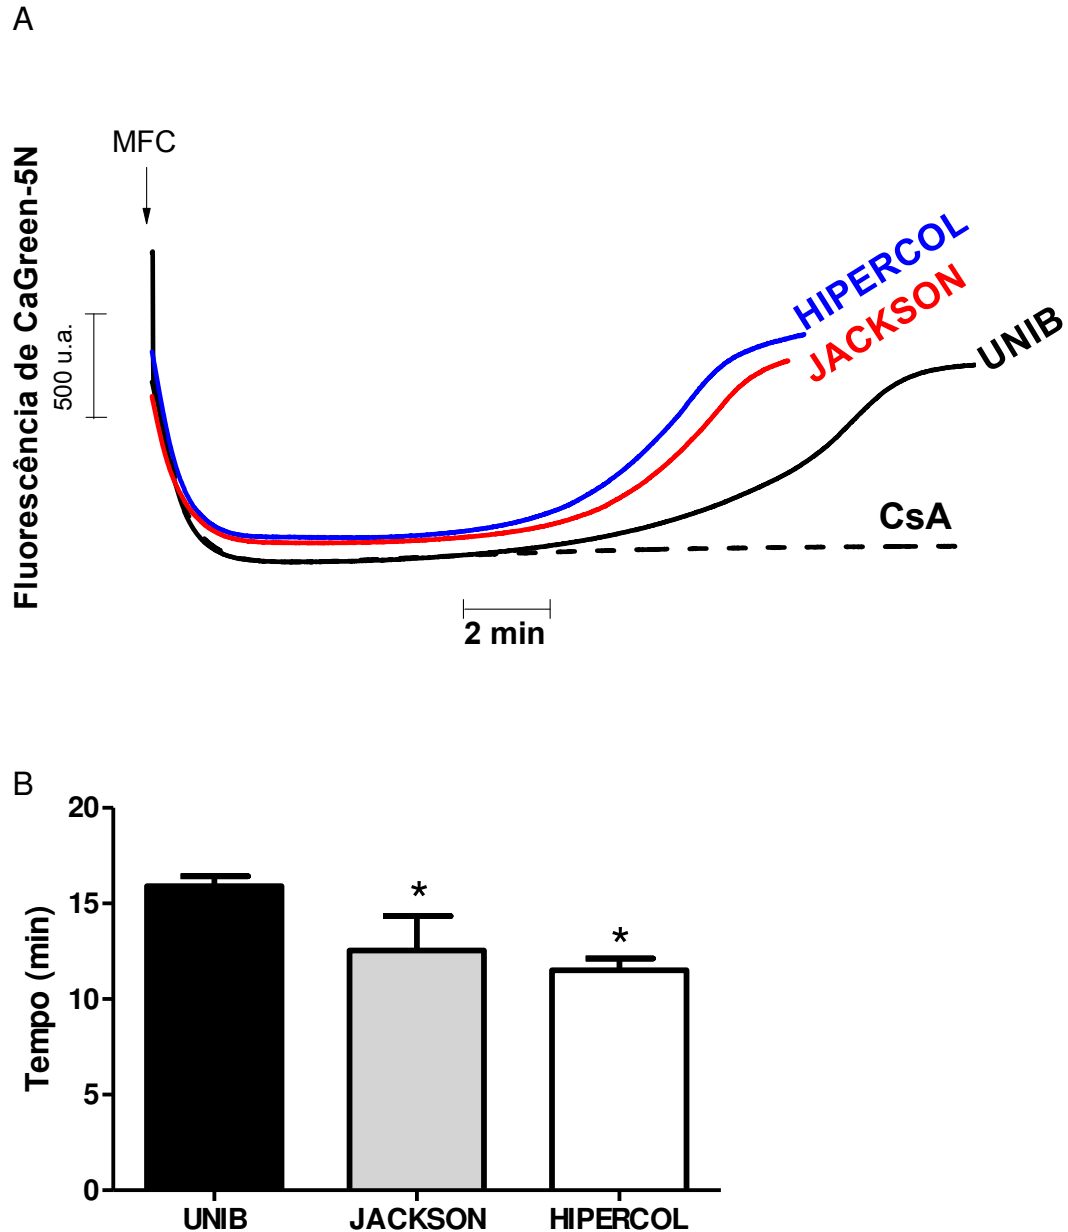 A
MFC
Fluorescência de CaGreen-5N
500 u.a.
HIPERCOL
JACKSON
UNIB
CsA
2 min
B
Tempo (min)
20
15
10
5
0
*
*
UNIB
JACKSON
HIPERCOL